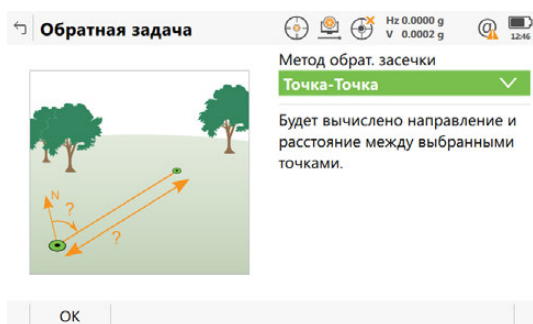 Обратная задача
Hz 0.0000 g
V 0.0002 g
@
12:46
Метод обрат. засечки
Точка-Точка
Будет вычислено направление и
расстояние между выбранными
точками.
N
?
?
OK